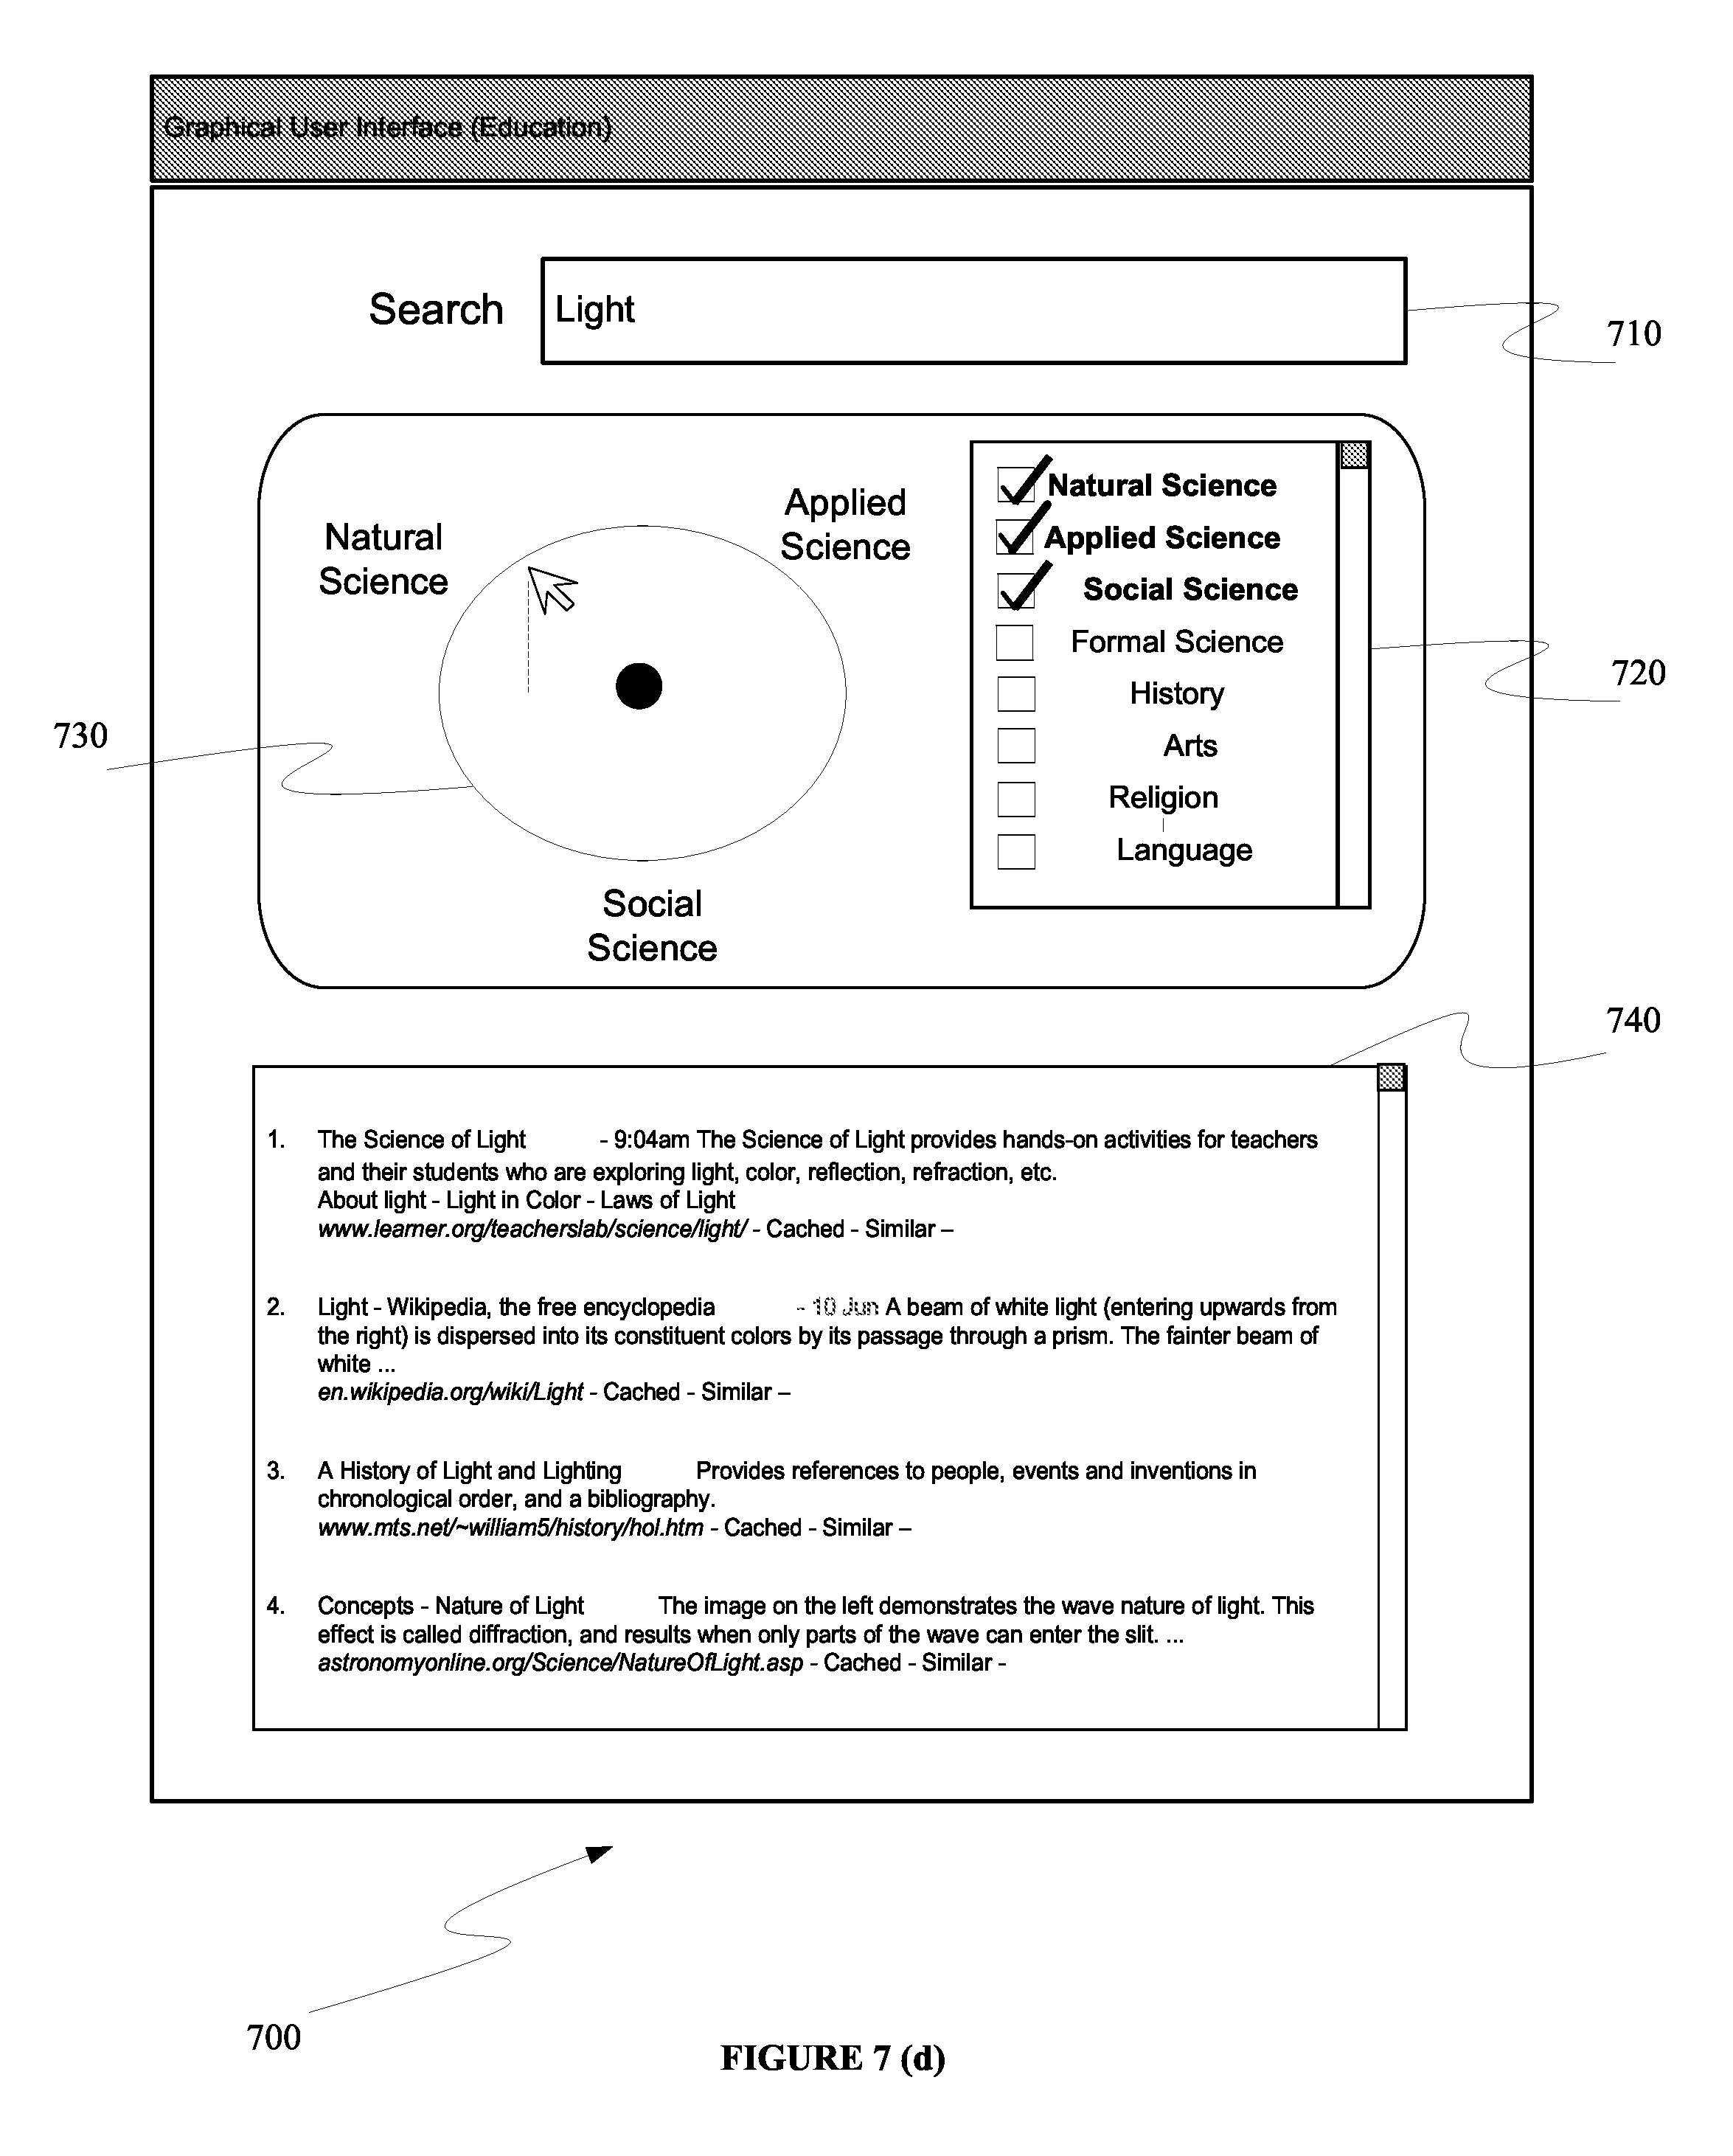 Graphical User Interface (Education)
Search
Light
710
Natural
Science
Applied
Science
Social
Science
730
Natural Science
Applied Science
Social Science
Formal Science
History
Arts
Religion
Language
720
740
1. The Science of Light - 9:04am The Science of Light provides hands-on activities for teachers
and their students who are exploring light, color, reflection, refraction, etc.
About light - Light in Color - Laws of Light
www.learner.org/teacherslab/science/light/ - Cached - Similar –
2. Light - Wikipedia, the free encyclopedia - 10 Jun A beam of white light (entering upwards from
the right) is dispersed into its constituent colors by its passage through a prism. The fainter beam of
white ...
en.wikipedia.org/wiki/Light - Cached - Similar –
3. A History of Light and Lighting Provides references to people, events and inventions in
chronological order, and a bibliography.
www.mts.net/~william5/history/hol.htm - Cached - Similar –
4. Concepts - Nature of Light The image on the left demonstrates the wave nature of light. This
effect is called diffraction, and results when only parts of the wave can enter the slit. ...
astronomyonline.org/Science/NatureOfLight.asp - Cached - Similar -
700
FIGURE 7 (d)